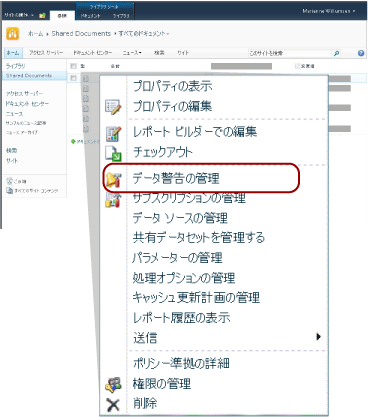 ライブラリ ツール
サイトの操作
参照
ドキュメント
ライブラリ
Marianne Willumsen
ホーム ▸ Shared Documents ▸ すべてのドキュメント
ホーム
アクセス サーバー
ドキュメント センター
ニュース
検索
サイト
このサイトを検索
ライブラリ
Shared Documents
アクセス サーバー
ドキュメント センター
ニュース
サンプルのニュース記事
ニュース アーカイブ
検索
サイト
ごみ箱
すべてのサイト コンテンツ
型
名前
変更者
プロパティの表示
プロパティの編集
レポート ビルダーでの編集
チェックアウト
データ警告の管理
サブスクリプションの管理
データ ソースの管理
共有データセットを管理する
パラメーターの管理
処理オプションの管理
キャッシュ更新計画の管理
レポート履歴の表示
送信
ポリシー準拠の詳細
権限の管理
削除